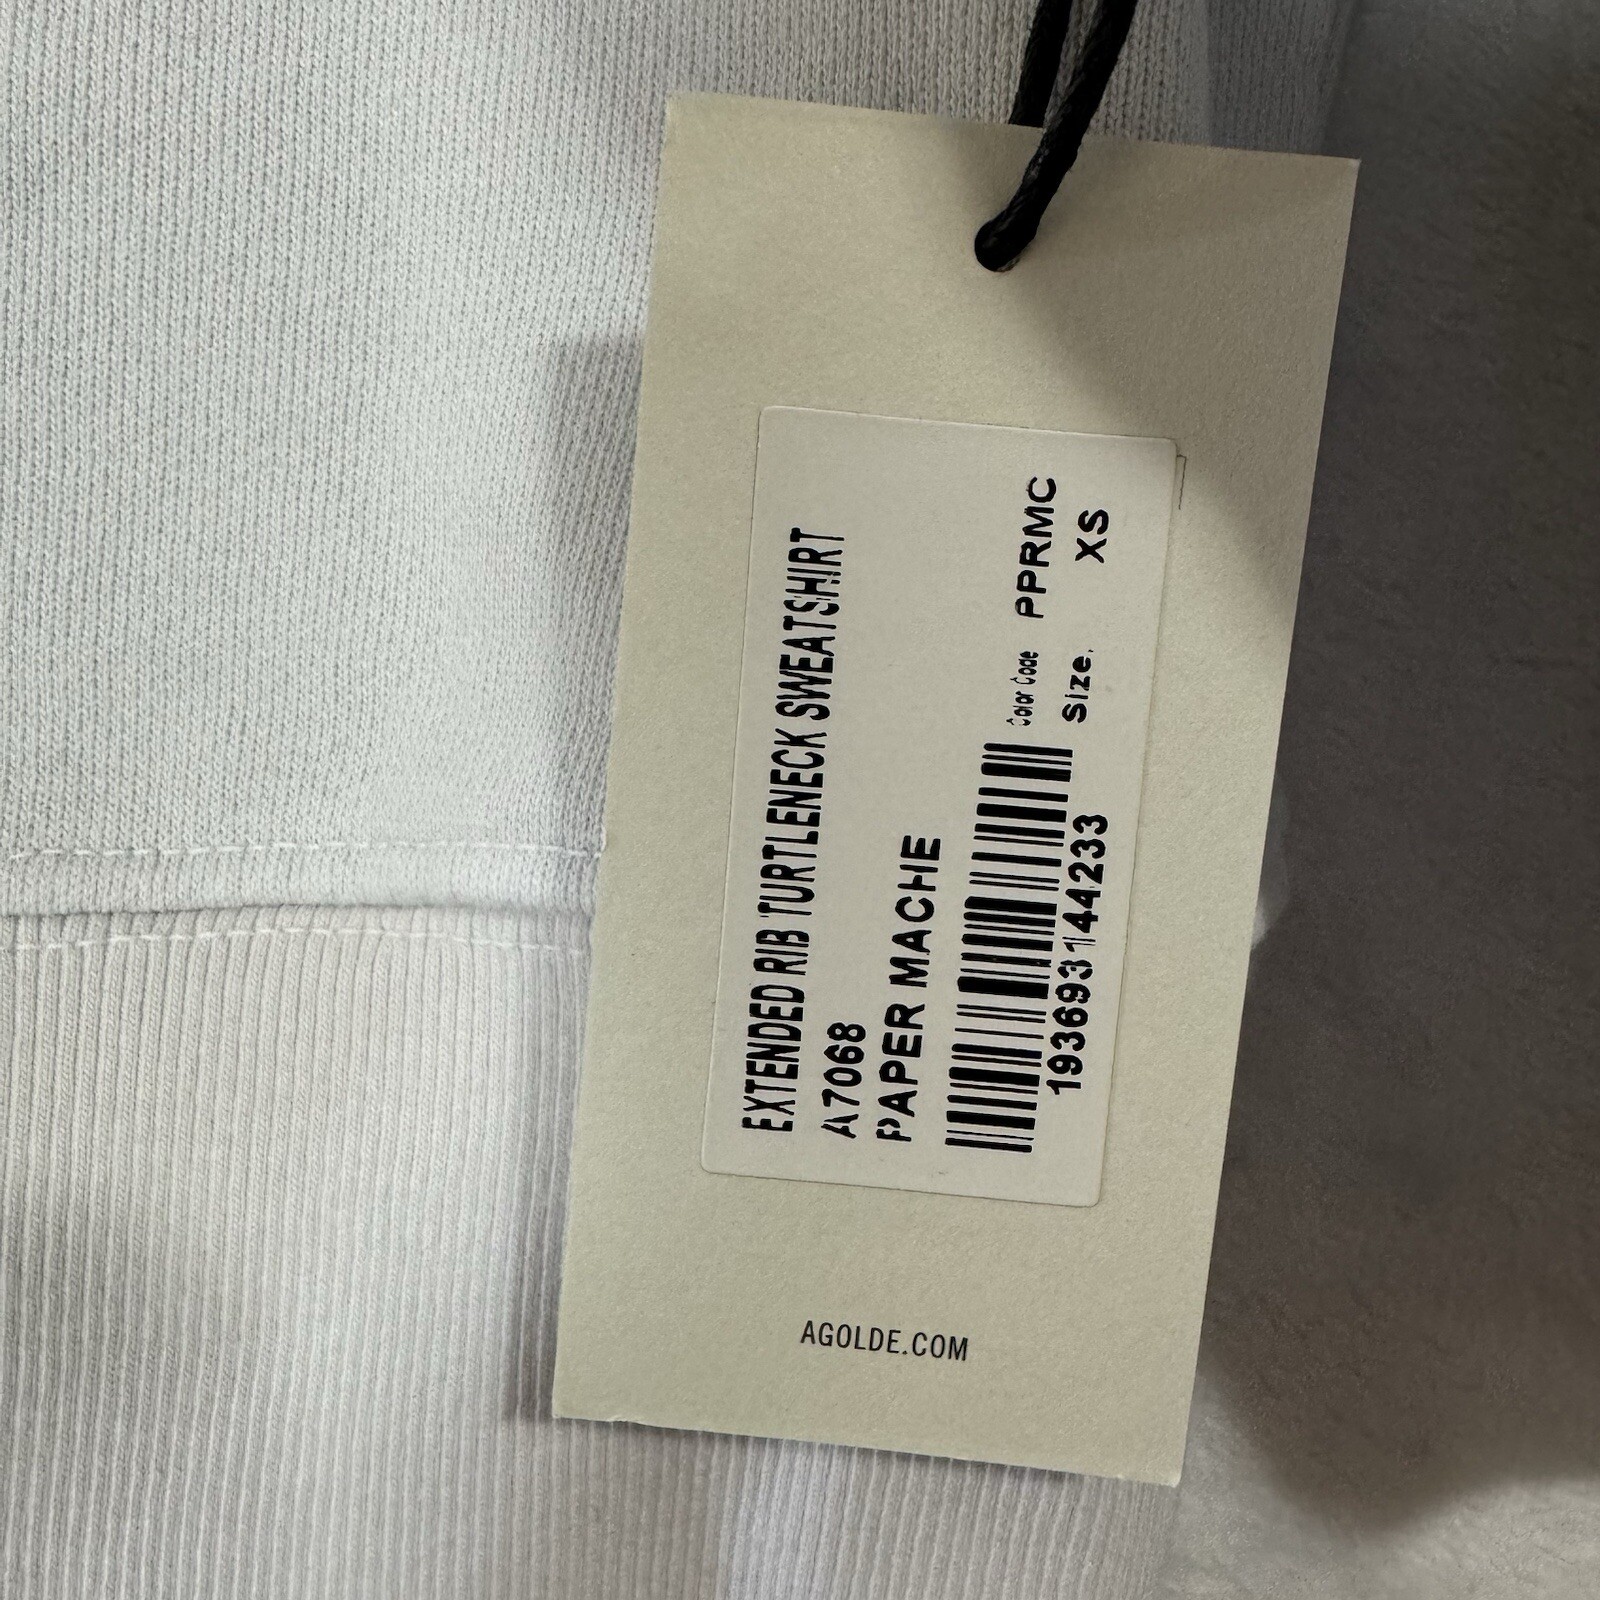 EXTENDED RIB TURTLENECK SWEATSHIRT
A7068
PAPER MACHE
Color Code PPRMC
Size. XS
193693144233
AGOLDE.COM